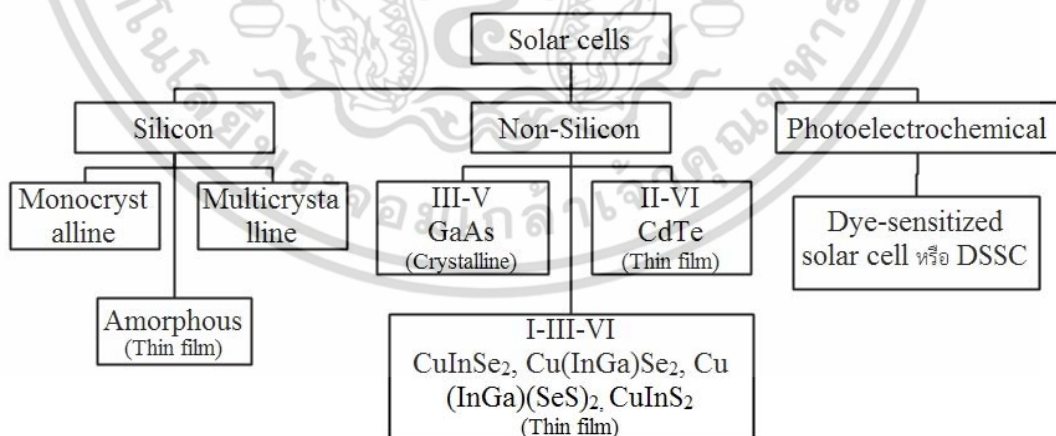 Solar cells
Silicon
Non-Silicon
Photoelectrochemical
Monocryst
alline
Multicrysta
lline
III-V
GaAs
(Crystalline)
II-VI
CdTe
(Thin film)
Dye-sensitized
solar cell หรือ DSSC
Amorphous
(Thin film)
I-III-VI
CuInSe₂, Cu(InGa)Se₂, Cu
(InGa)(SeS)₂, CuInS₂
(Thin film)